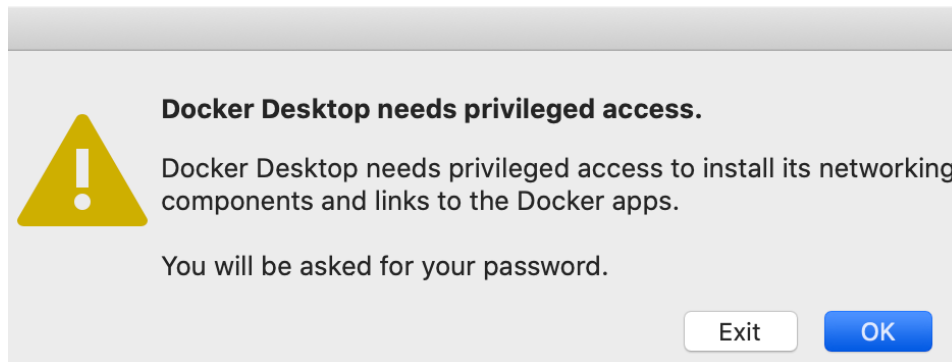 Docker Desktop needs privileged access.
Docker Desktop needs privileged access to install its networking
components and links to the Docker apps.
You will be asked for your password.
Exit
OK